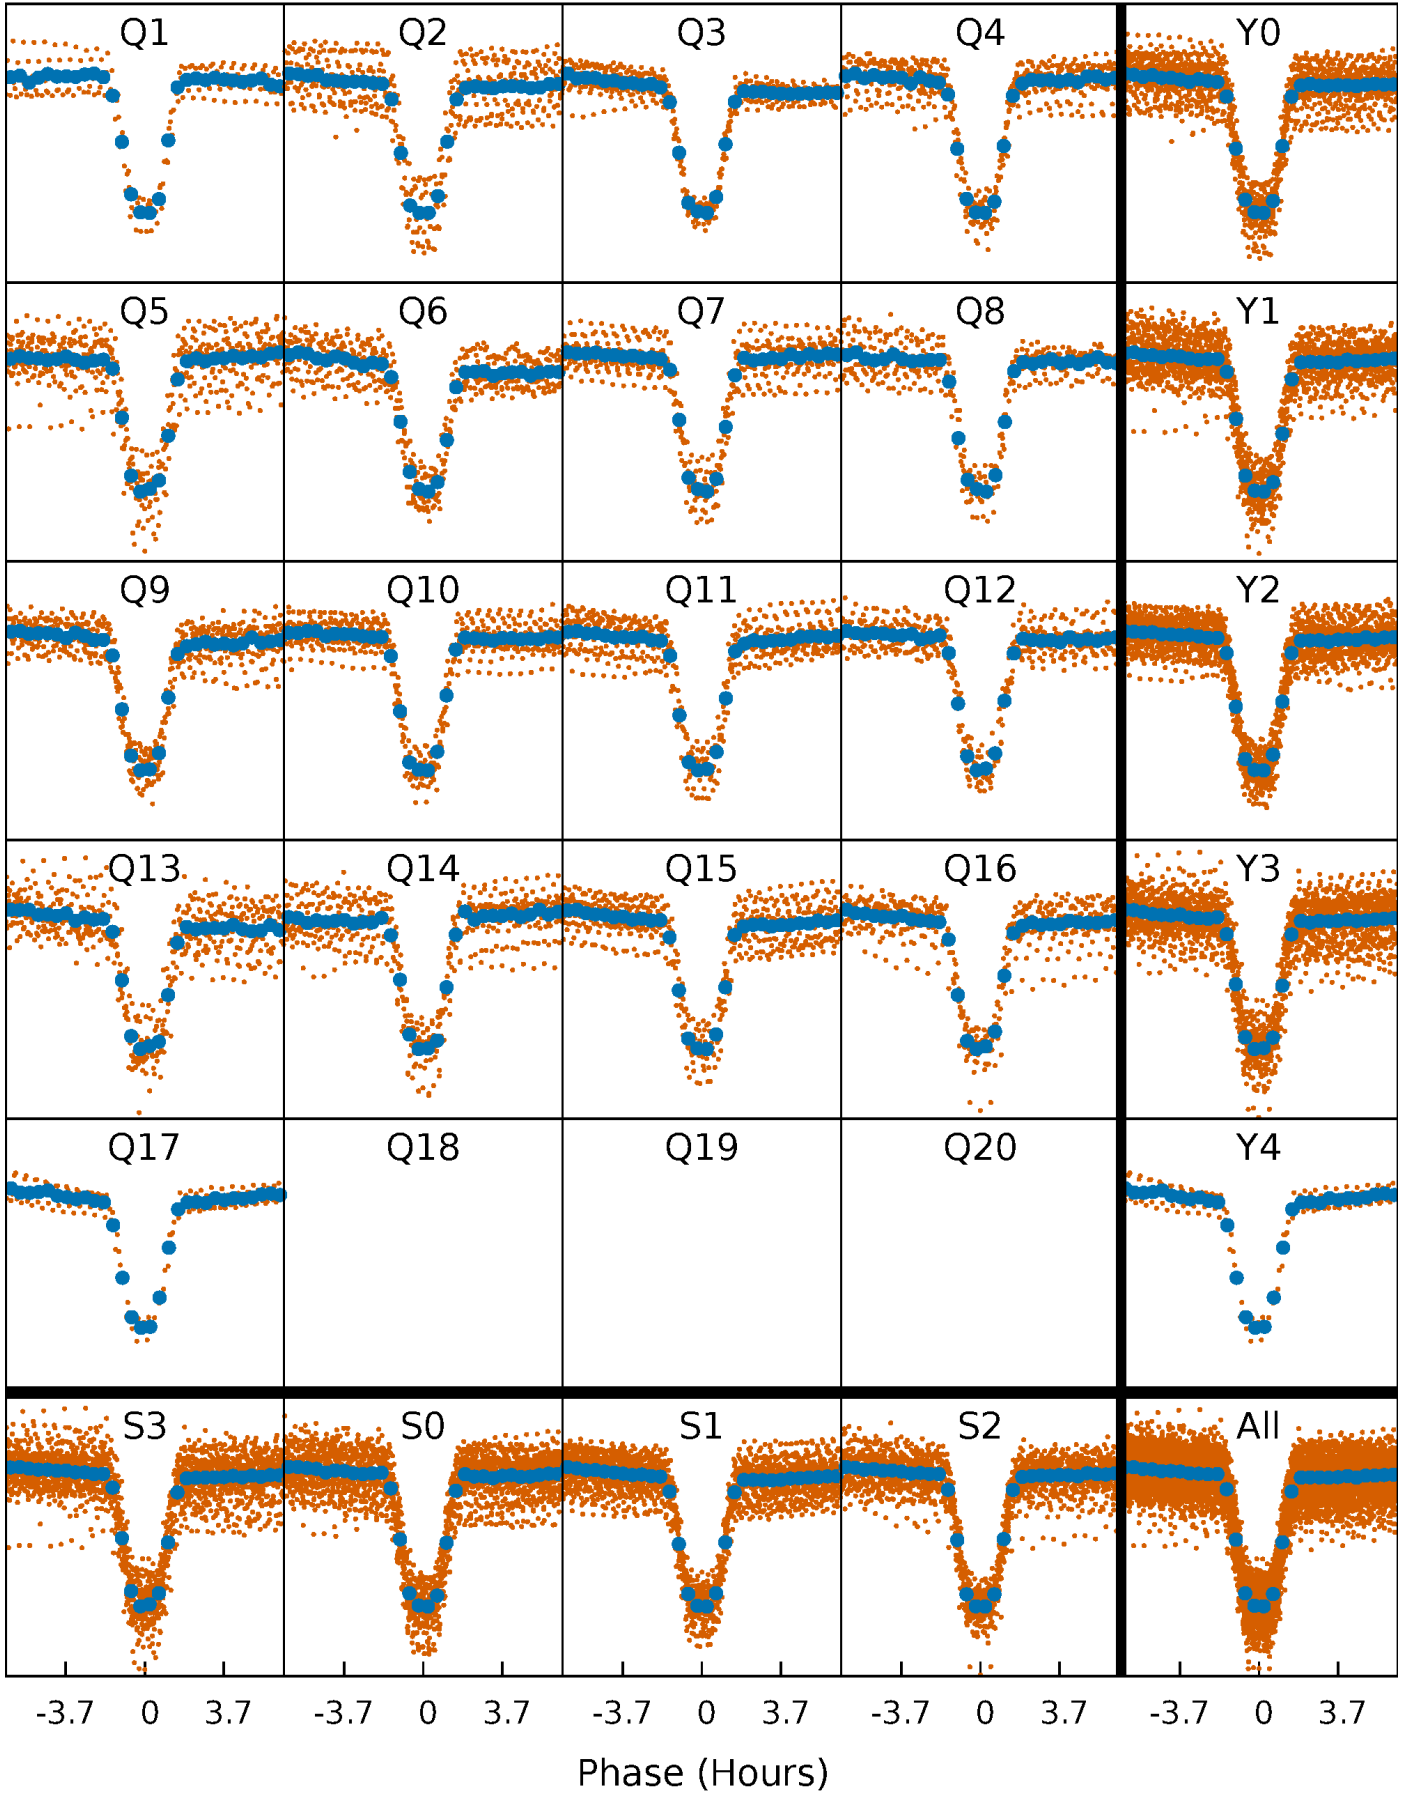 Q1 Q2 Q3 Q4 Y0
Q5 Q6 Q7 Q8 Y1
Q9 Q10 Q11 Q12 Y2
Q13 Q14 Q15 Q16 Y3
Q17 Q18 Q19 Q20 Y4
S3 S0 S1 S2 All
-3.7 0 3.7 -3.7 0 3.7 -3.7 0 3.7 -3.7 0 3.7 -3.7 0 3.7
Phase (Hours)